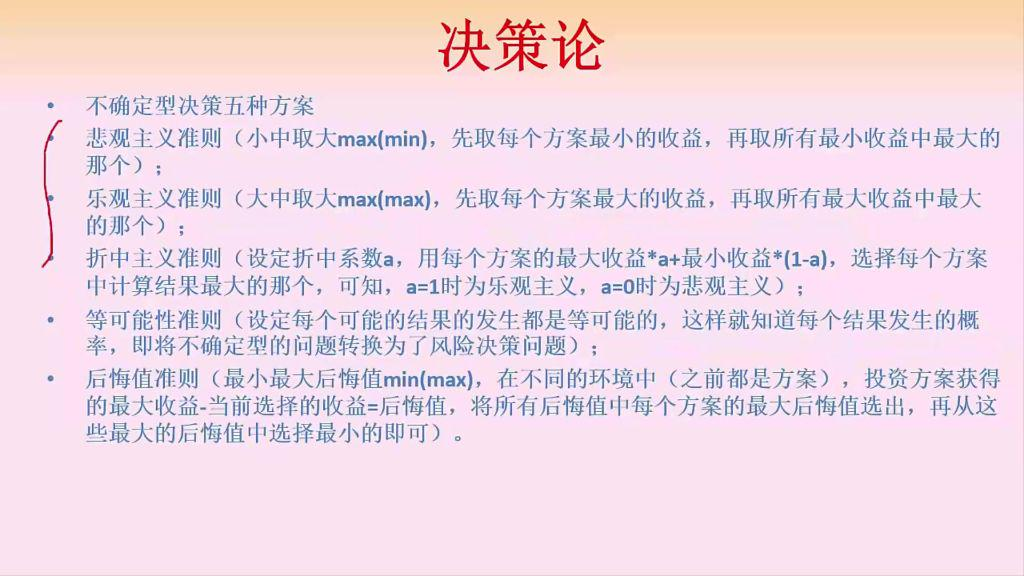 决策论
• 不确定型决策五种方案
• 悲观主义准则（小中取大max(min)，先取每个方案最小的收益，再取所有最小收益中最大的
那个）；
• 乐观主义准则（大中取大max(max)，先取每个方案最大的收益，再取所有最大收益中最大
的那个）；
• 折中主义准则（设定折中系数a，用每个方案的最大收益*a+最小收益*(1-a)，选择每个方案
中计算结果最大的那个，可知，a=1时为乐观主义，a=0时为悲观主义）；
• 等可能性准则（设定每个可能的结果的发生都是等可能的，这样就知道每个结果发生的概
率，即将不确定型的问题转换为了风险决策问题）；
• 后悔值准则（最小最大后悔值min(max)，在不同的环境中（之前都是方案），投资方案获得
的最大收益-当前选择的收益=后悔值，将所有后悔值中每个方案的最大后悔值选出，再从这
些最大的后悔值中选择最小的即可）。